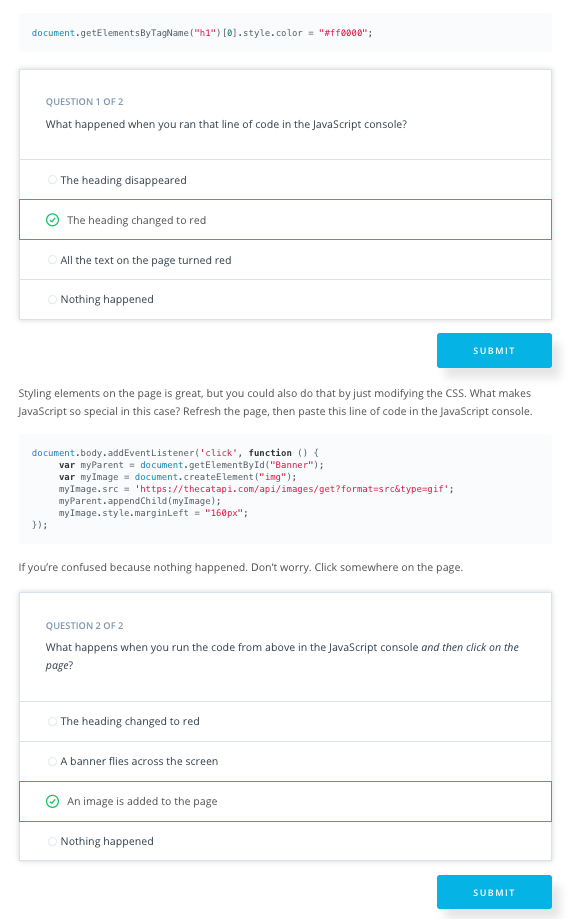 document.getElementsByTagName("h1")[0].style.color = "#ff0000";
QUESTION 1 OF 2
What happened when you ran that line of code in the JavaScript console?
The heading disappeared
The heading changed to red
All the text on the page turned red
Nothing happened
SUBMIT
Styling elements on the page is great, but you could also do that by just modifying the CSS. What makes
JavaScript so special in this case? Refresh the page, then paste this line of code in the JavaScript console.
document.body.addEventListener('click', function () {
var myParent = document.getElementById("Banner");
var myImage = document.createElement("img");
myImage.src = 'https://thecatapi.com/api/images/get?format=src&type=gif';
myParent.appendChild(myImage);
myImage.style.marginLeft = "160px";
});
If you're confused because nothing happened. Don't worry. Click somewhere on the page.
QUESTION 2 OF 2
What happens when you run the code from above in the JavaScript console and then click on the
page?
The heading changed to red
A banner flies across the screen
An image is added to the page
Nothing happened
SUBMIT